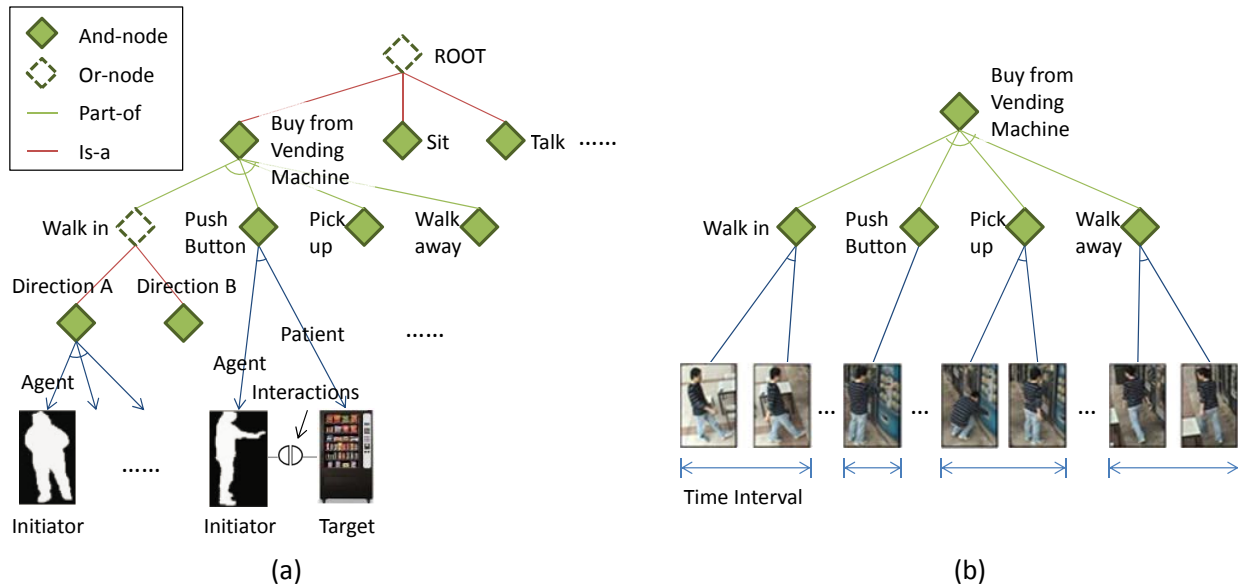 And-node
Or-node
Part-of
Is-a
ROOT
Buy from
Vending
Machine
Sit
Talk
......
Walk in
Push
Button
Pick
up
Walk
away
Direction A
Direction B
Agent
Agent
Patient
......
Interactions
......
Initiator
Initiator
Target
(a)
Buy from
Vending
Machine
Walk in
Push
Button
Pick
up
Walk
away
...
...
...
Time Interval
(b)